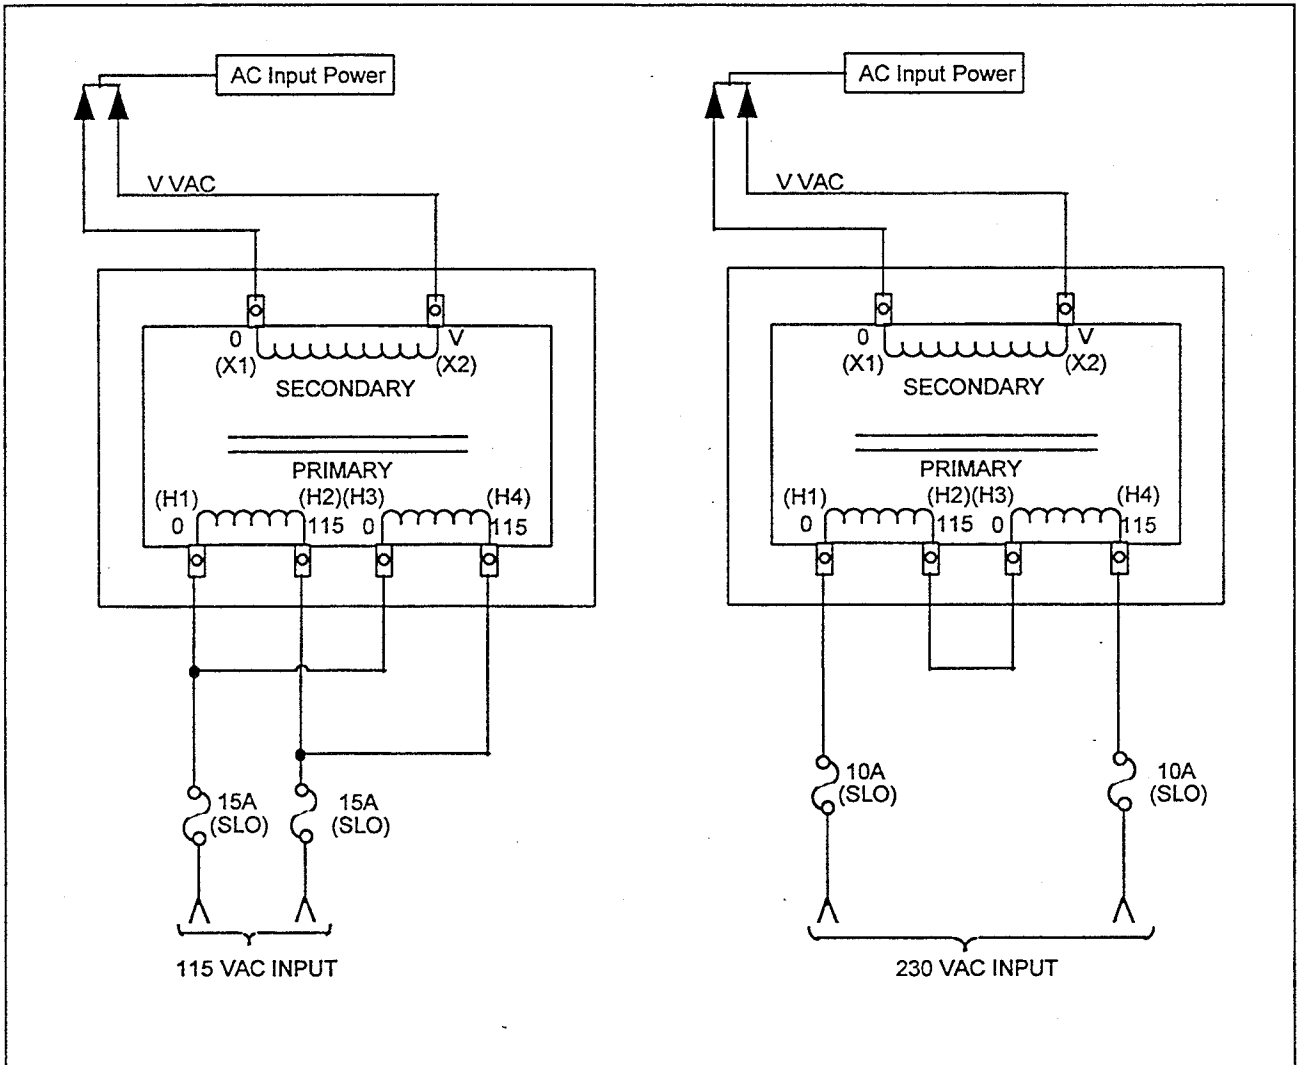 AC Input Power
V VAC
0 V
(X1) (X2)
SECONDARY
PRIMARY
(H1) (H2)(H3) (H4)
0 115 0 115
15A 15A
(SLO) (SLO)
115 VAC INPUT
AC Input Power
V VAC
0 V
(X1) (X2)
SECONDARY
PRIMARY
(H1) (H2)(H3) (H4)
0 115 0 115
10A 10A
(SLO) (SLO)
230 VAC INPUT